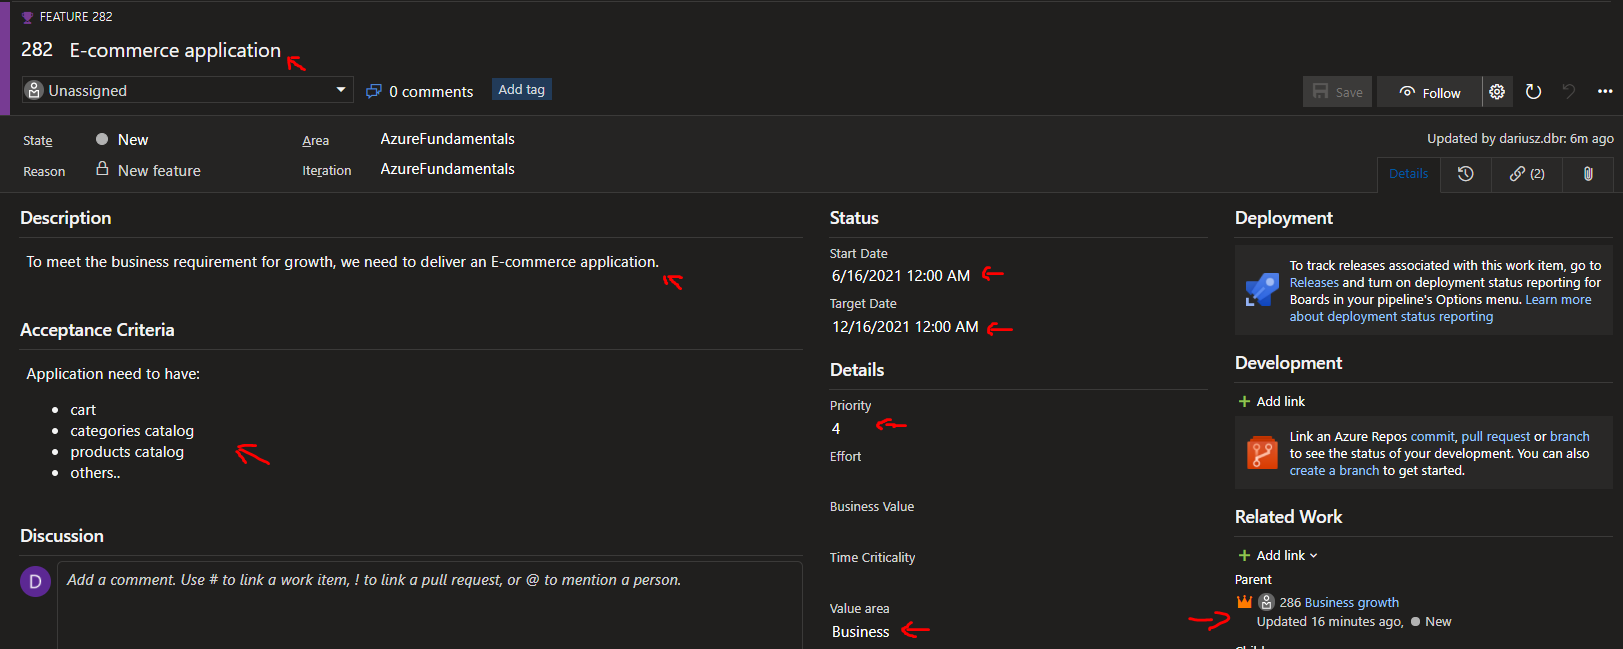 FEATURE 282
282 E-commerce application
Unassigned
0 comments
Add tag
Save
Follow
State
New
Area
AzureFundamentals
Updated by dariusz.dbr: 6m ago
Reason
New feature
Iteration
AzureFundamentals
Details
(2)
Description
To meet the business requirement for growth, we need to deliver an E-commerce application.
Acceptance Criteria
Application need to have:
• cart
• categories catalog
• products catalog
• others..
Discussion
D
Add a comment. Use # to link a work item, ! to link a pull request, or @ to mention a person.
Status
Start Date
6/16/2021 12:00 AM
Target Date
12/16/2021 12:00 AM
Details
Priority
4
Effort
Business Value
Time Criticality
Value area
Business
Deployment
To track releases associated with this work item, go to
Releases and turn on deployment status reporting for
Boards in your pipeline's Options menu. Learn more
about deployment status reporting
Development
+ Add link
Link an Azure Repos commit, pull request or branch
to see the status of your development. You can also
create a branch to get started.
Related Work
+ Add link
Parent
286 Business growth
Updated 16 minutes ago, New